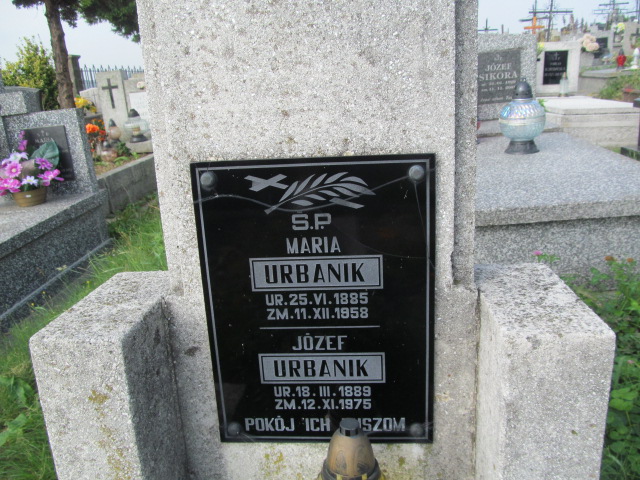 Ś.P.
MARIA
URBANIK
UR. 25. VI. 1885
ZM. 11. XII. 1958
JÓZEF
URBANIK
UR. 18. III. 1889
ZM. 12. XI. 1975
POKÓJ ICH
JÓZEF
SIKORA